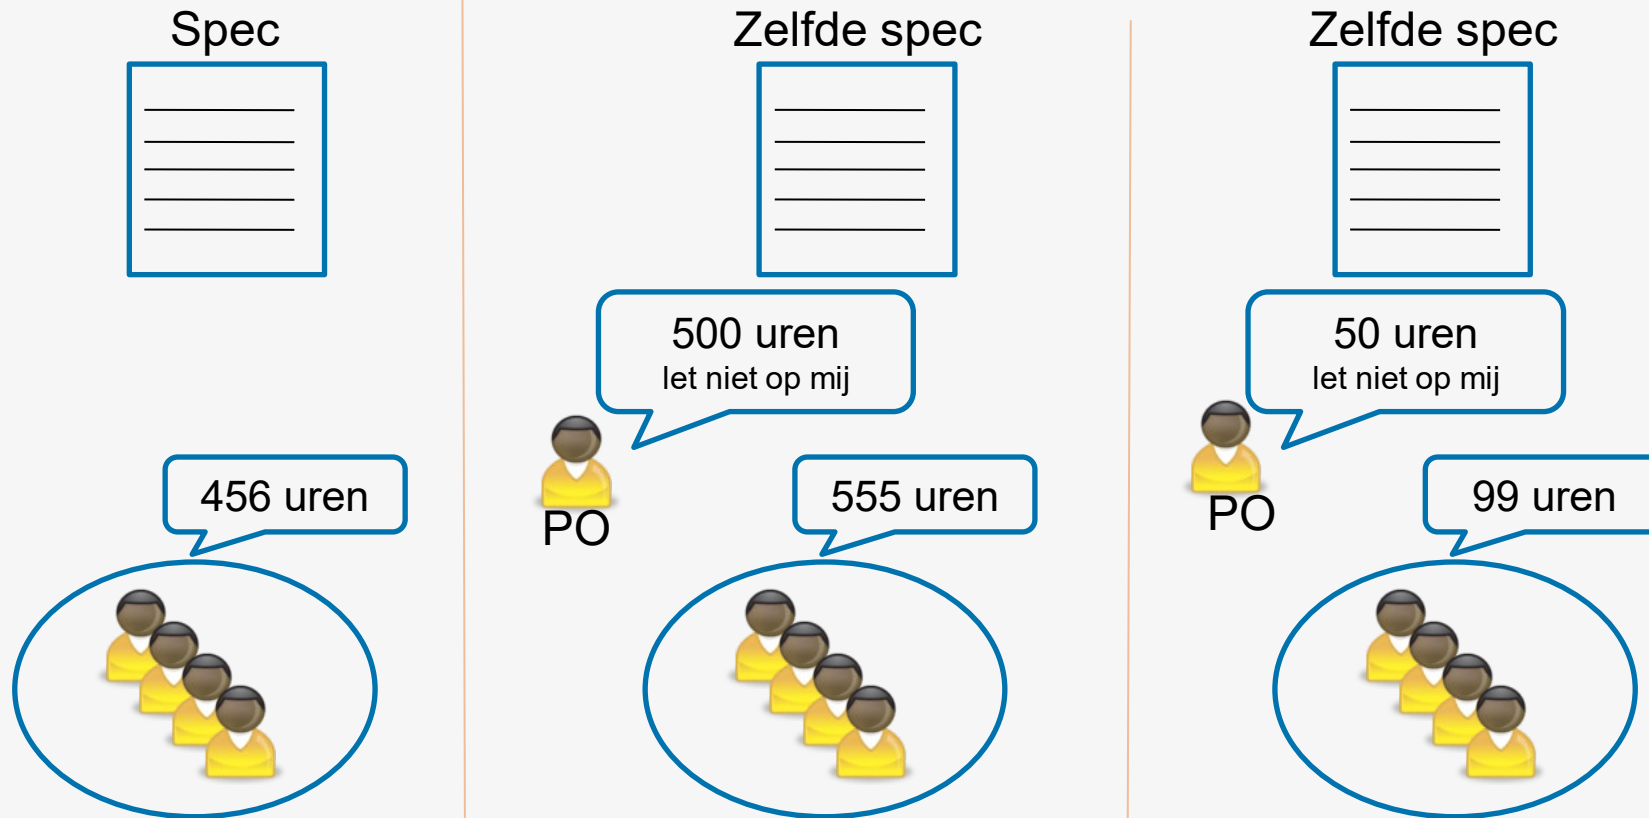 Spec
456 uren
Zelfde spec
500 uren
let niet op mij
PO
555 uren
Zelfde spec
50 uren
let niet op mij
PO
99 uren